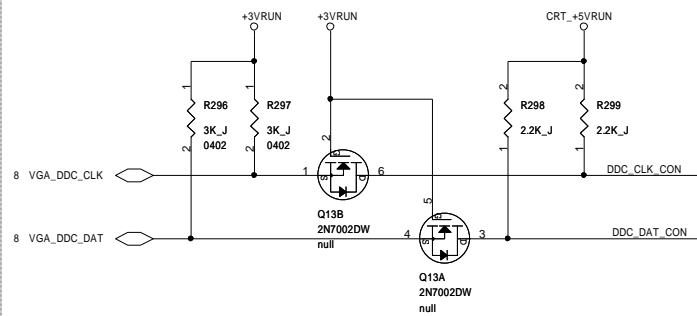 +3VRUN
+3VRUN
CRT_+5VRUN
1
1
2
2
R296
3K_J
0402
R297
3K_J
0402
2
R298
2.2K_J
R299
2.2K_J
2
2
1
1
8 VGA_DDC_CLK
1
G
S
D
6
DDC_CLK_CON
Q13B
2N7002DW
null
5
8 VGA_DDC_DAT
4
G
S
D
3
DDC_DAT_CON
Q13A
2N7002DW
null